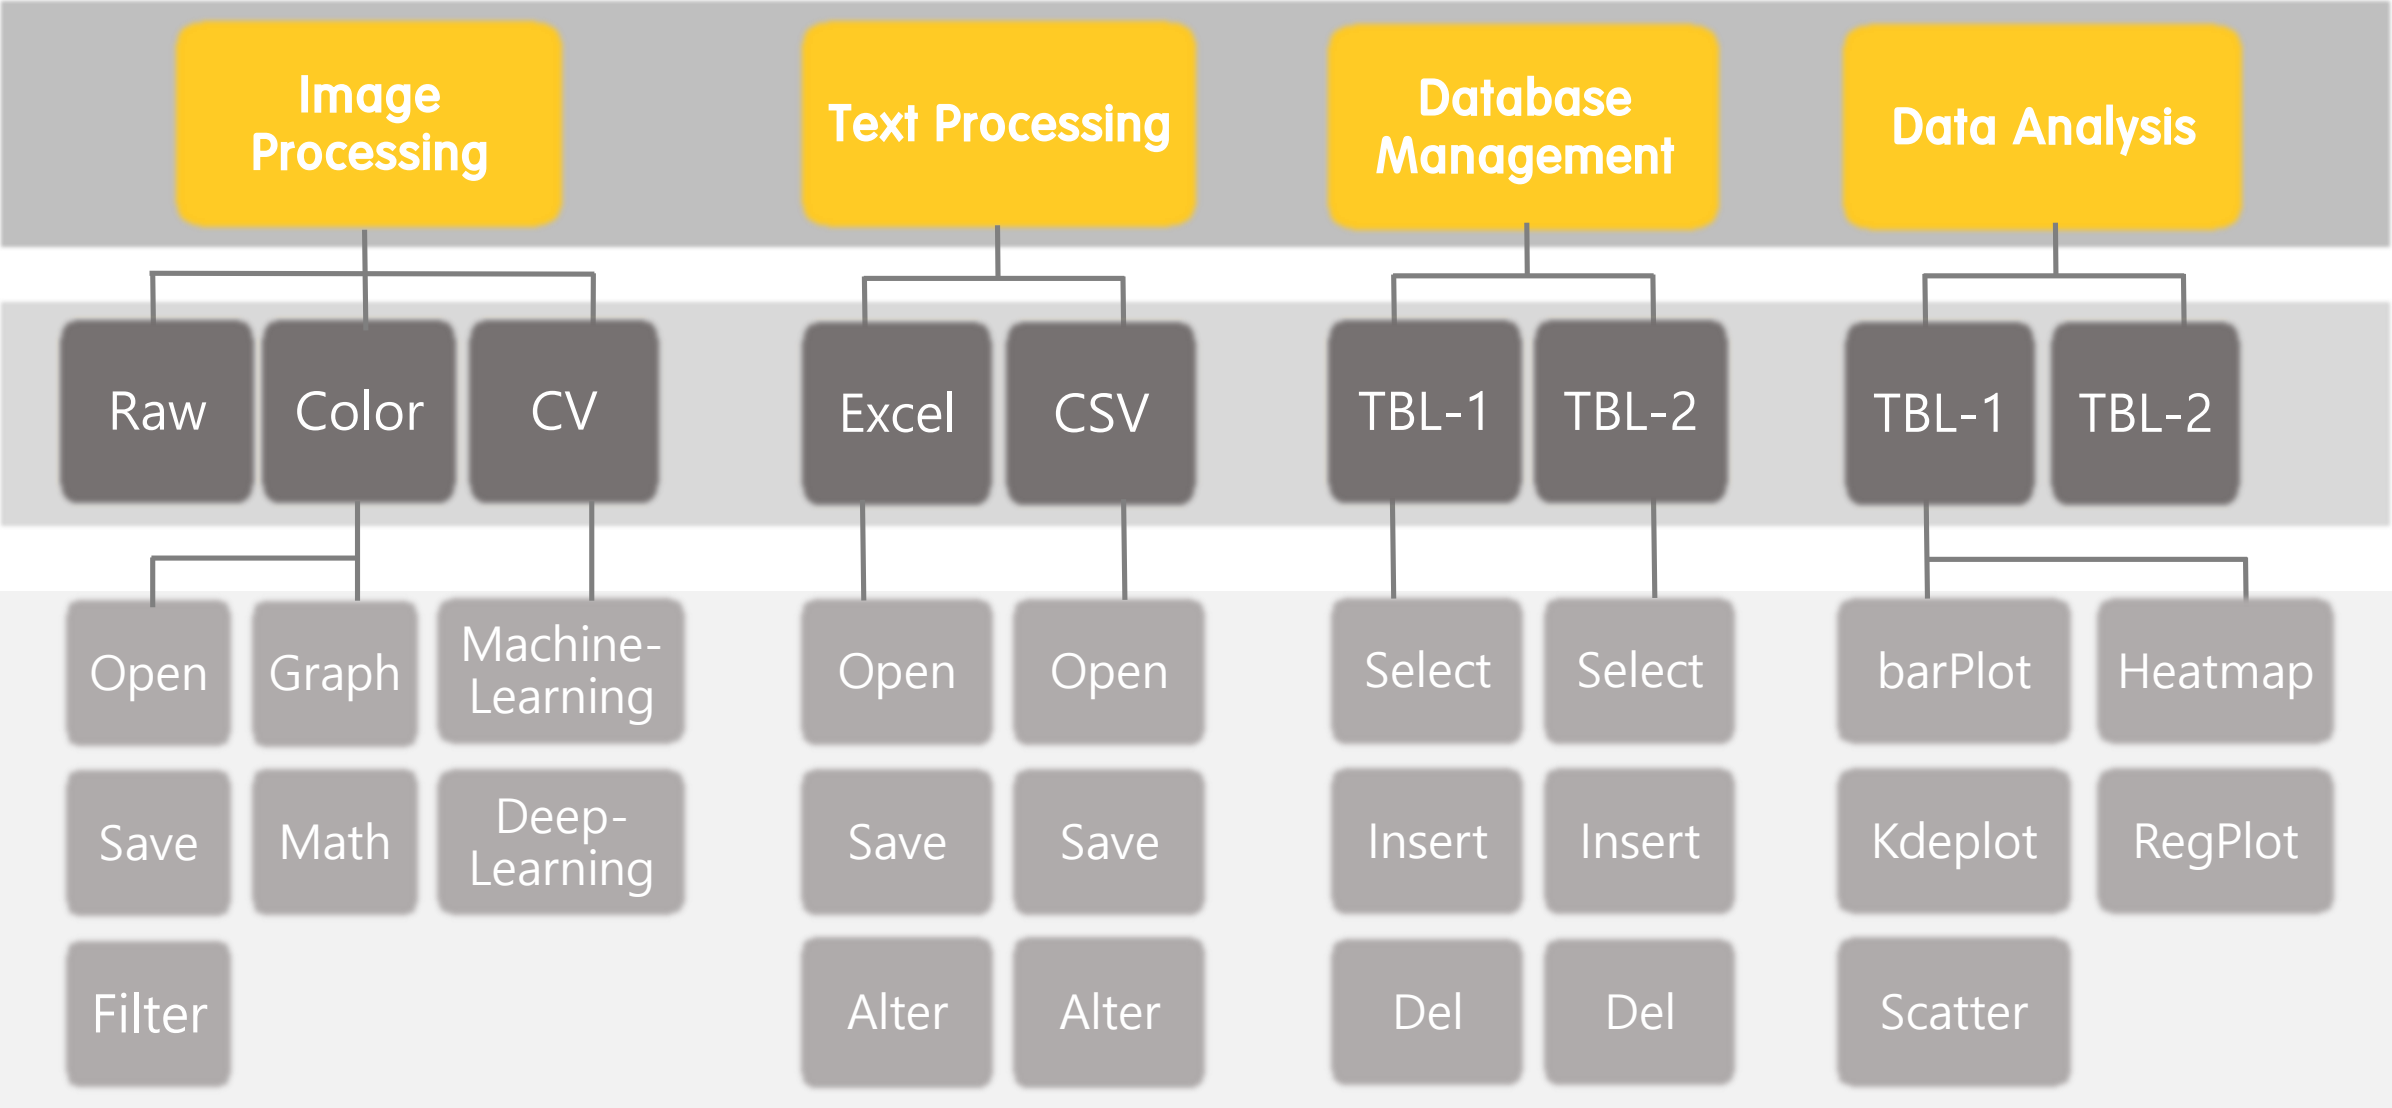 Image
Processing
Text Processing
Database
Management
Data Analysis
Raw
Color
CV
Excel
CSV
TBL-1
TBL-2
TBL-1
TBL-2
Open
Graph
Machine-
Learning
Open
Open
Select
Select
barPlot
Heatmap
Save
Math
Deep-
Learning
Save
Save
Insert
Insert
Kdeplot
RegPlot
Filter
Alter
Alter
Del
Del
Scatter